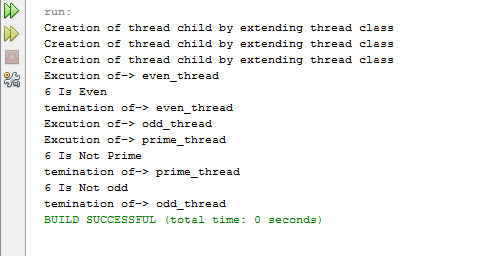 run:
Creation of thread child by extending thread class
Creation of thread child by extending thread class
Creation of thread child by extending thread class
Excution of-> even_thread
6 Is Even
temination of-> even_thread
Excution of-> odd_thread
Excution of-> prime_thread
6 Is Not Prime
temination of-> prime_thread
6 Is Not odd
temination of-> odd_thread
BUILD SUCCESSFUL (total time: 0 seconds)